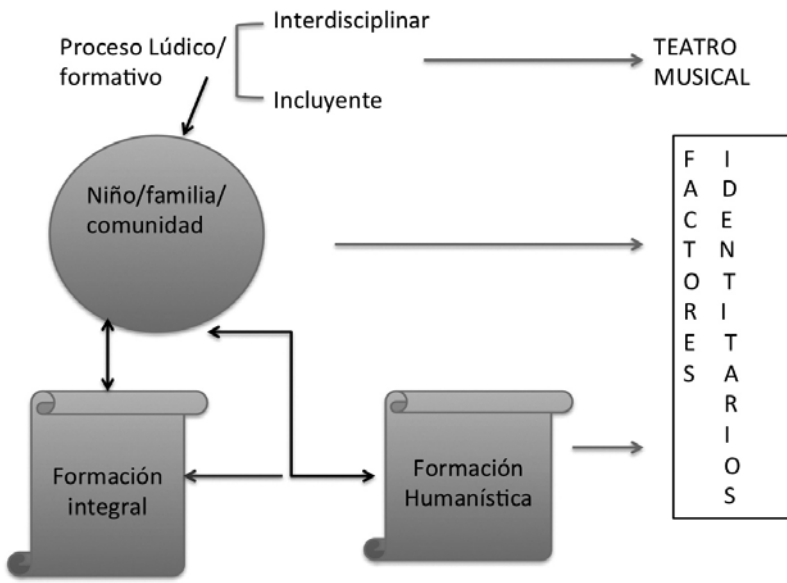 Interdisciplinar
Proceso Lúdico/
formativo
Incluyente
TEATRO
MUSICAL
Niño/familia/
comunidad
FACTORES
IDENTITARIOS
Formación
integral
Formación
Humanística